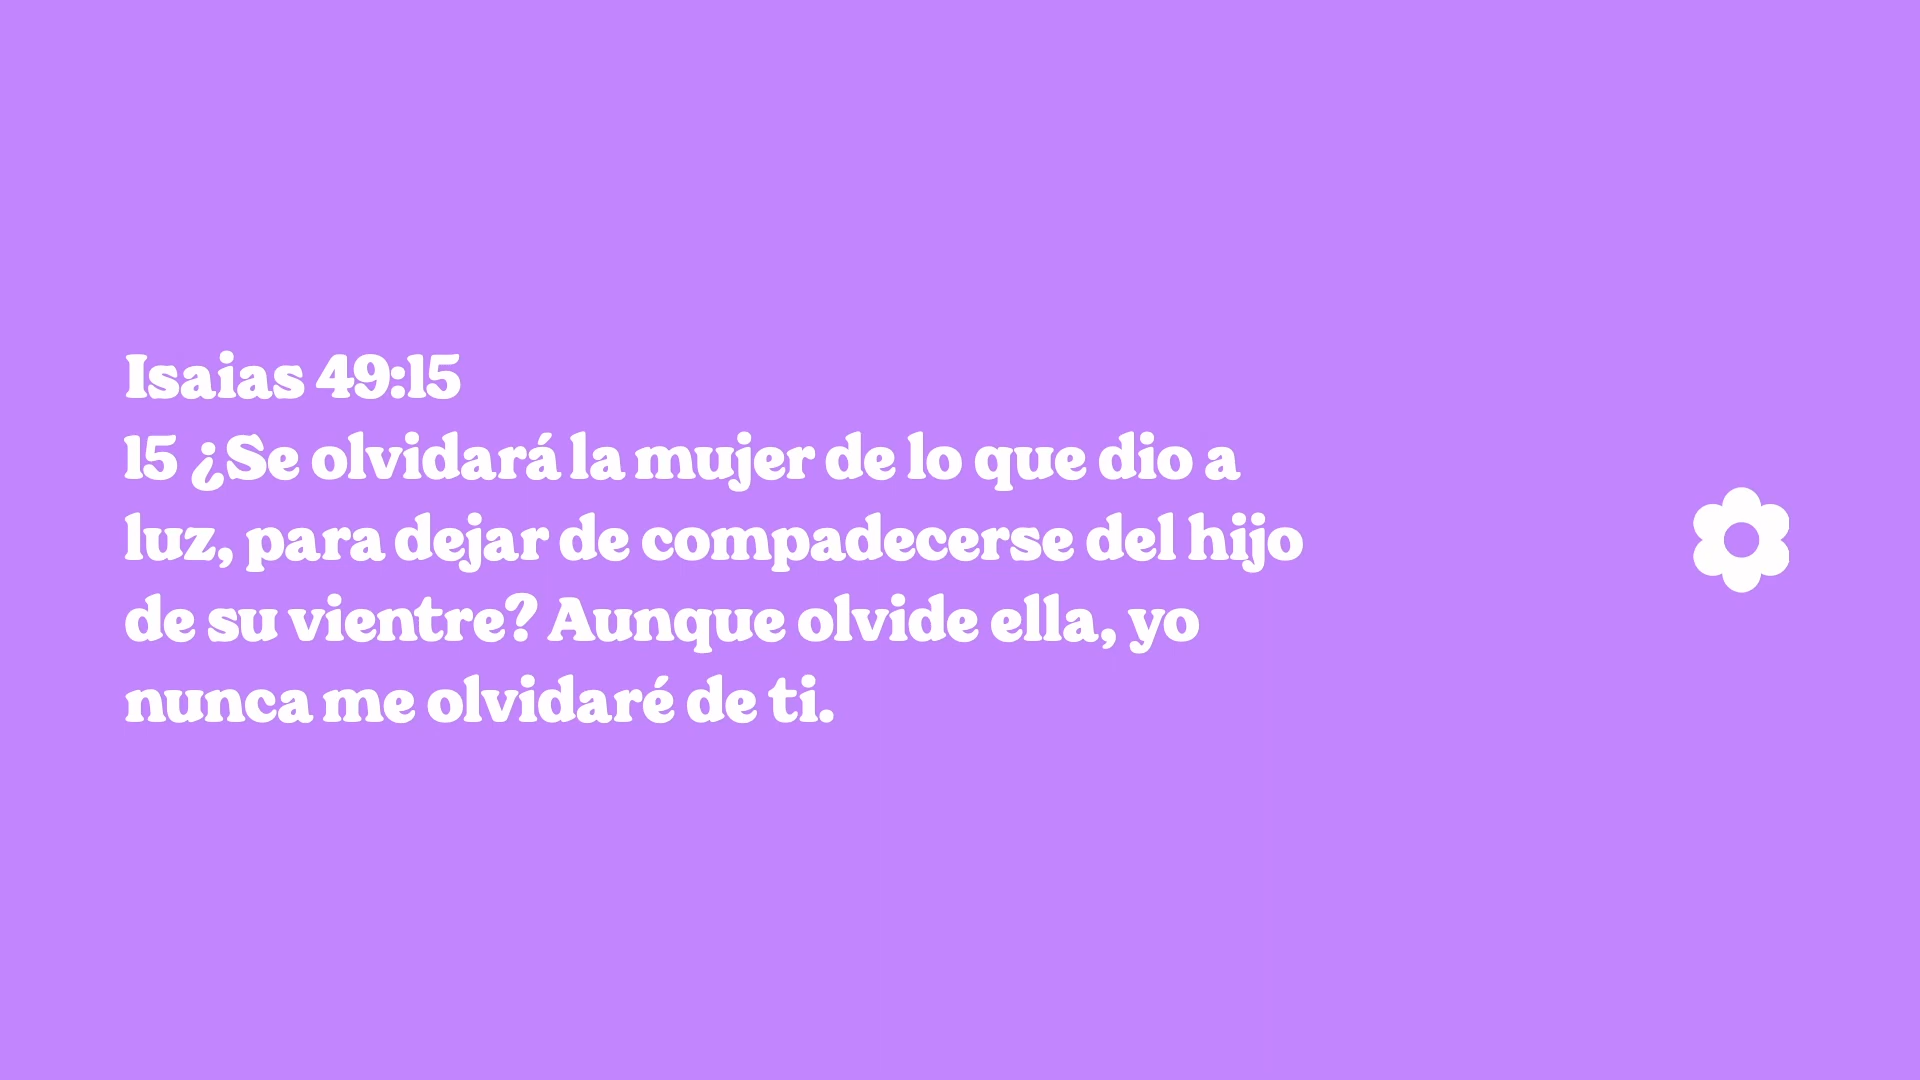 Isaias 49:15
15 ¿Se olvidará la mujer de lo que dio a
luz, para dejar de compadecerse del hijo
de su vientre? Aunque olvide ella, yo
nunca me olvidaré de ti.